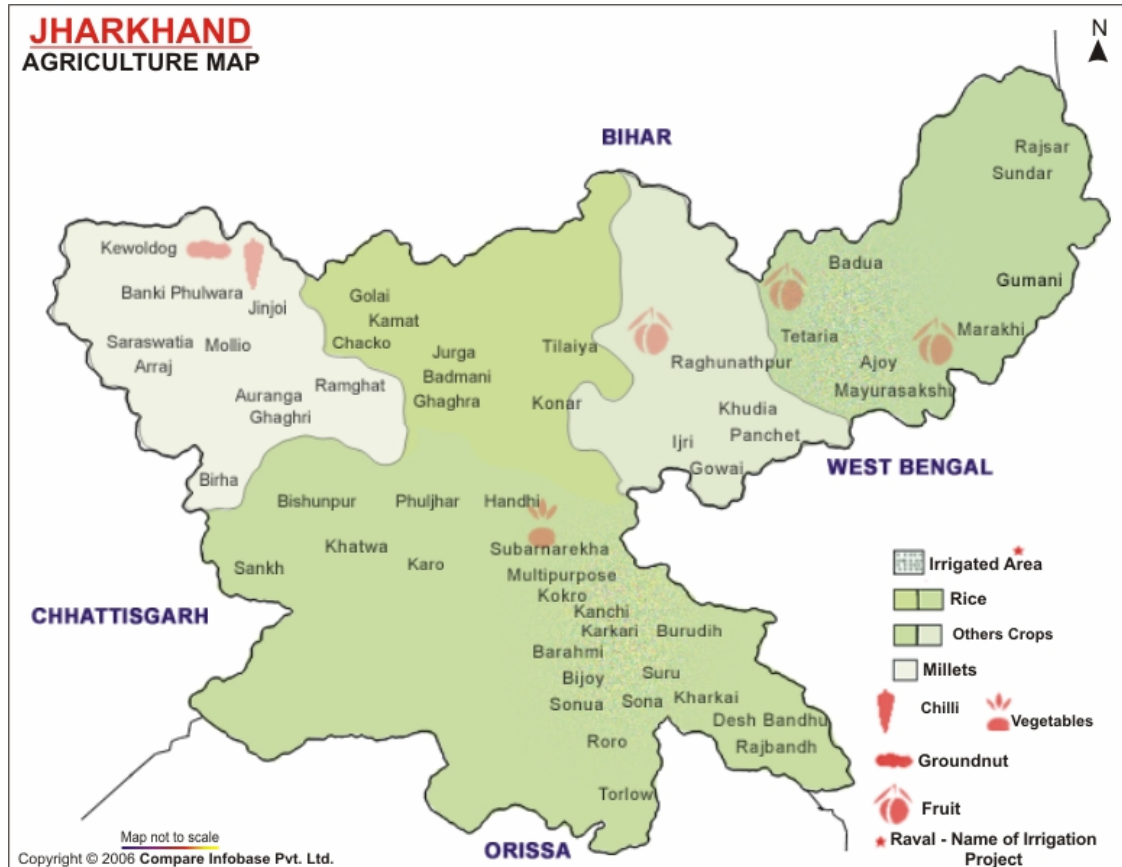 JHARKHAND
AGRICULTURE MAP
N
BIHAR
Rajsar
Sundar
Kewoldog
Badua
Gumani
Banki Phulwara
Jinjoi
Golai
Kamat
Chacko
Saraswatia
Mollio
Arraj
Jurga
Tilaiya
Badmani
Raghunathpur
Tetaria
Marakhi
Ajoy
Mayurasakshi
Ramghat
Auranga
Ghaghri
Ghaghra
Konar
Khudia
Ijri
Panchet
Gowai
WEST BENGAL
Birha
Bishunpur
Phuljhar
Handhi
Khatwa
Subarnarekha
Multipurpose
Sankh
Karo
Kokro
Kanchi
Karkari
Burudih
Barahmi
CHHATTISGARH
Bijoy
Suru
Sonua
Sona
Kharkai
Desh Bandhu
Rajbandh
Roro
Torlow
ORISSA
Irrigated Area
Rice
Others Crops
Millets
Chilli
Vegetables
Groundnut
Fruit
Raval - Name of Irrigation
Project
Map not to scale
Copyright © 2006 Compare Infobase Pvt. Ltd.